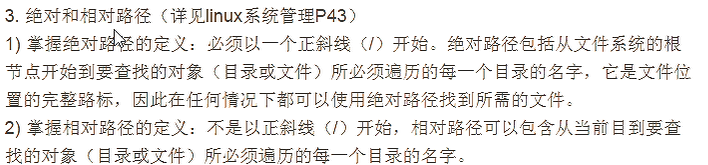 3. 绝对和相对路径（详见linux系统管理P43）
1) 掌握绝对路径的定义：必须以一个正斜线（/）开始。绝对路径包括从文件系统的根
节点开始到要查找的对象（目录或文件）所必须遍历的每一个目录的名字，它是文件位
置的完整路标，因此在任何情况下都可以使用绝对路径找到所需的文件。
2) 掌握相对路径的定义：不是以正斜线（/）开始，相对路径可以包含从当前目到要查
找的对象（目录或文件）所必须遍历的每一个目录的名字。